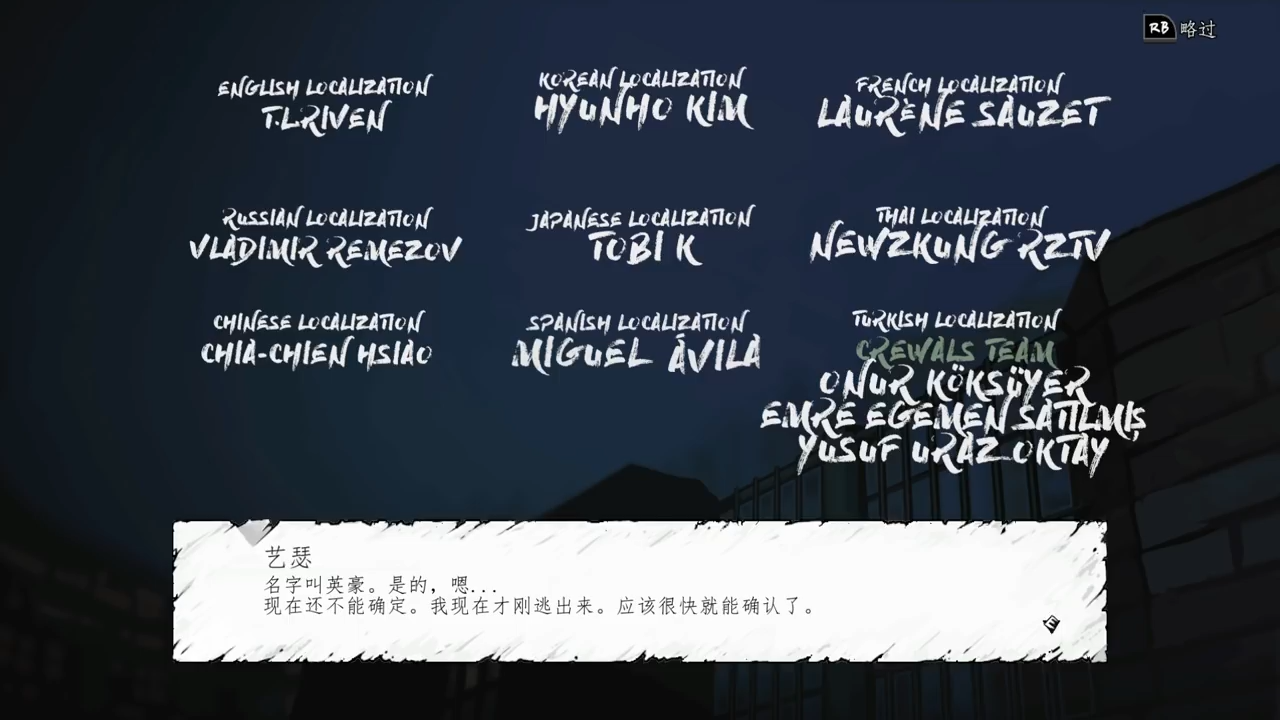 RB 略过
ENGLISH LOCALIZATION
T.L.RIVEN
KOREAN LOCALIZATION
HYUNHO KIM
FRENCH LOCALIZATION
LAURÈNE SAUZET
RUSSIAN LOCALIZATION
VLADIMIR REMEZOV
JAPANESE LOCALIZATION
TOBI K
THAI LOCALIZATION
NEWZKUNG RZTV
CHINESE LOCALIZATION
CHIA-CHIEN HSIAO
SPANISH LOCALIZATION
MIGUEL ÁVILA
TURKISH LOCALIZATION
CREWALS TEAM
ONUR KÖKSÜYER
EMRE EGEMEN SATILMIŞ
YUSUF URAZ OKTAY
艺瑟
名字叫英豪。是的，嗯...
现在还不能确定。我现在才刚逃出来。应该很快就能确认了。